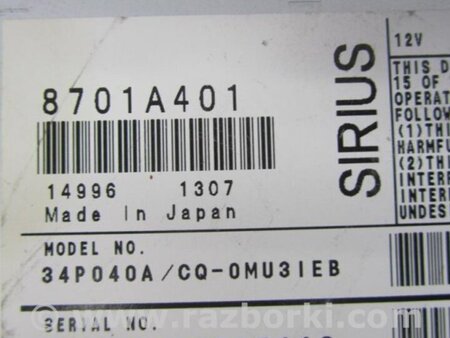 8701A401
14996 1307
Made In Japan
MODEL NO.
34P040A/CQ-0MU31EB
SERIAL NO.
SIRIUS
12V
THIS D
15 OF
OPERAT
FOLLOW
(1)THI
HARMFU
(2)THI
INTERF
INTERF
UNDES
www.razborki.com